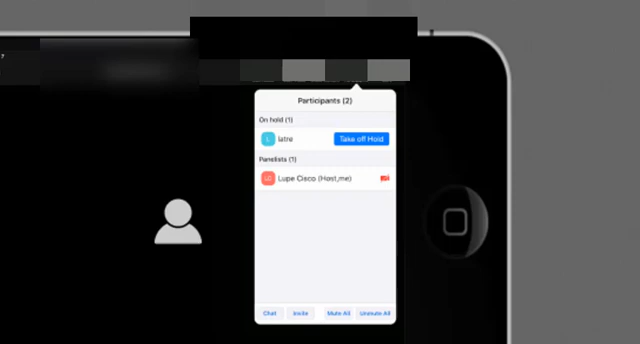 ?
Participants (2)
On hold (1)
L latre Take off Hold
Panelists (1)
LC Lupe Cisco (Host,me)
Chat Invite Mute All Unmute All